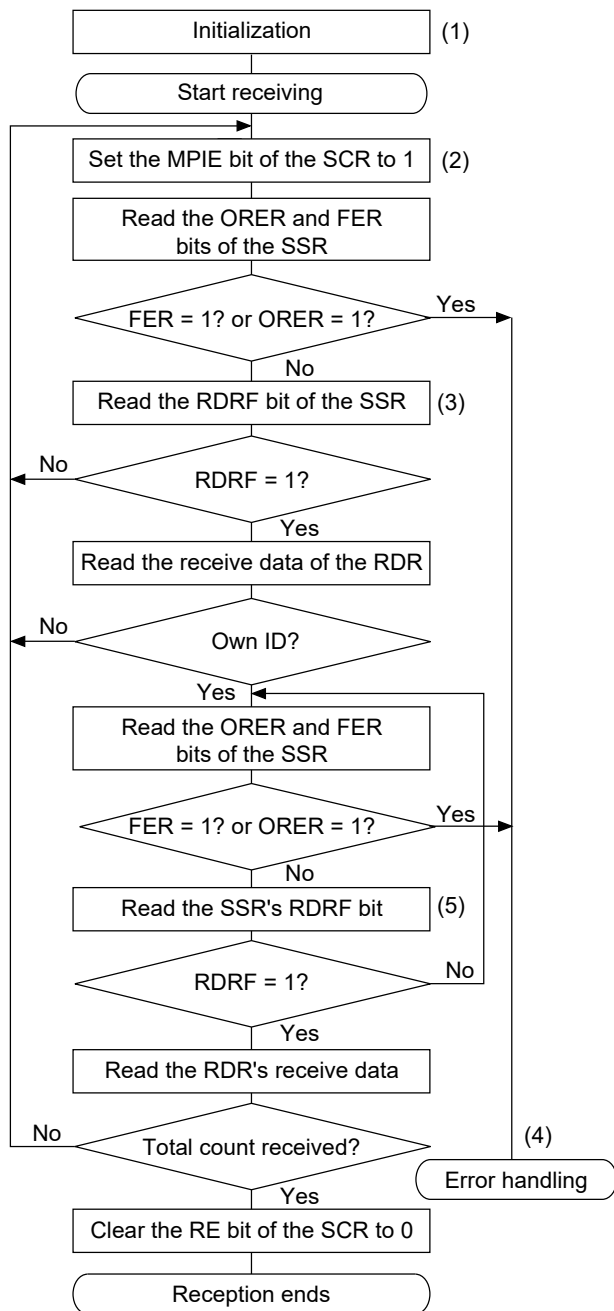 Initialization
(1)
Start receiving
Set the MPIE bit of the SCR to 1
(2)
Read the ORER and FER
bits of the SSR
FER = 1? or ORER = 1?
Yes
No
Read the RDRF bit of the SSR
(3)
No
RDRF = 1?
Yes
Read the receive data of the RDR
No
Own ID?
Yes
Read the ORER and FER
bits of the SSR
FER = 1? or ORER = 1?
Yes
No
Read the SSR's RDRF bit
(5)
RDRF = 1?
No
Yes
Read the RDR's receive data
No
Total count received?
(4)
Error handling
Yes
Clear the RE bit of the SCR to 0
Reception ends